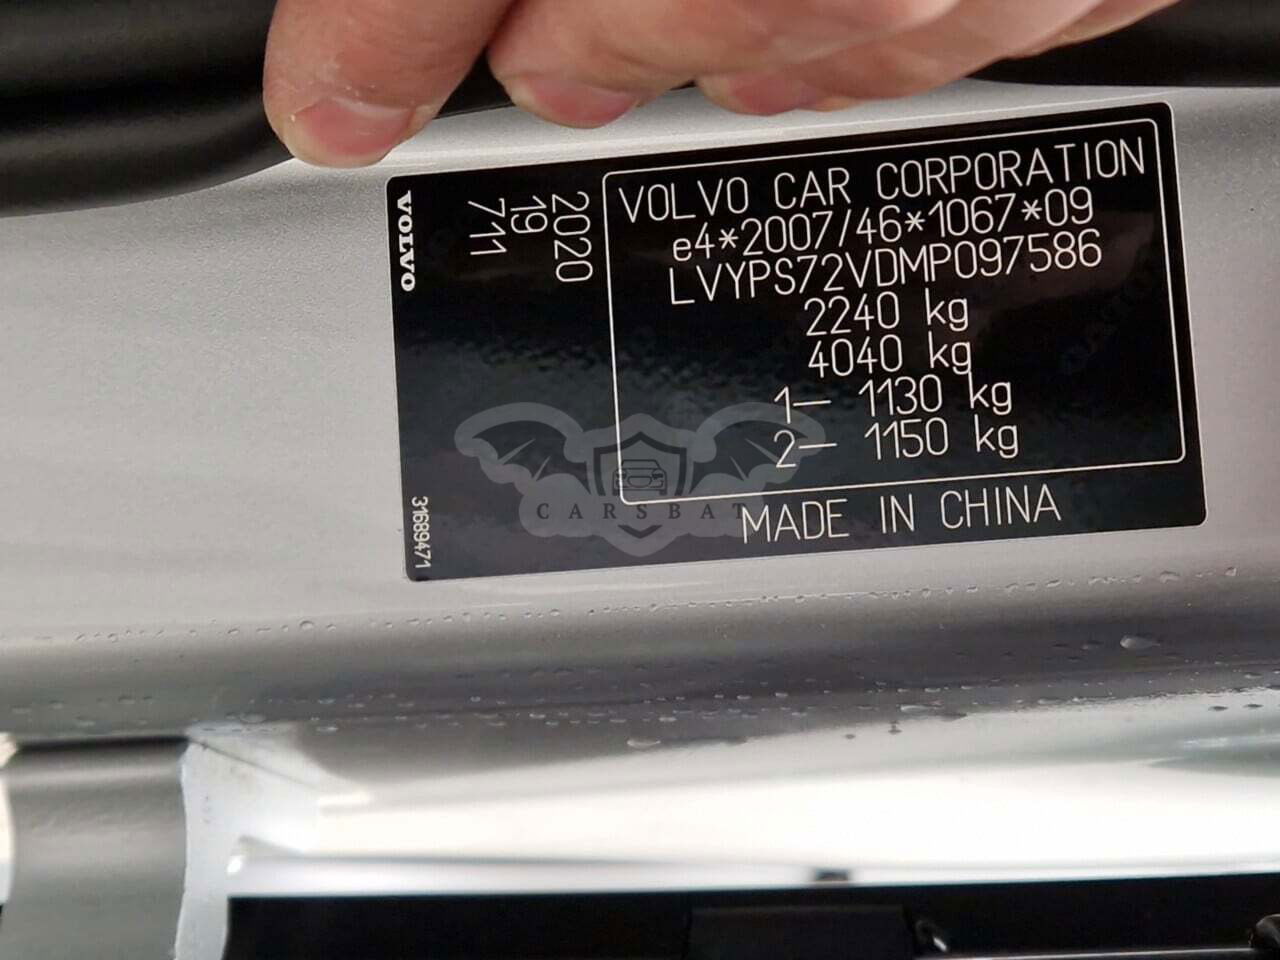 VOLVO
31689471
2020
19
711
VOLVO CAR CORPORATION
e4*2007/46*1067*09
LVYPS72VDMP097586
2240 kg
4040 kg
1– 1130 kg
2– 1150 kg
MADE IN CHINA
CARSBAT